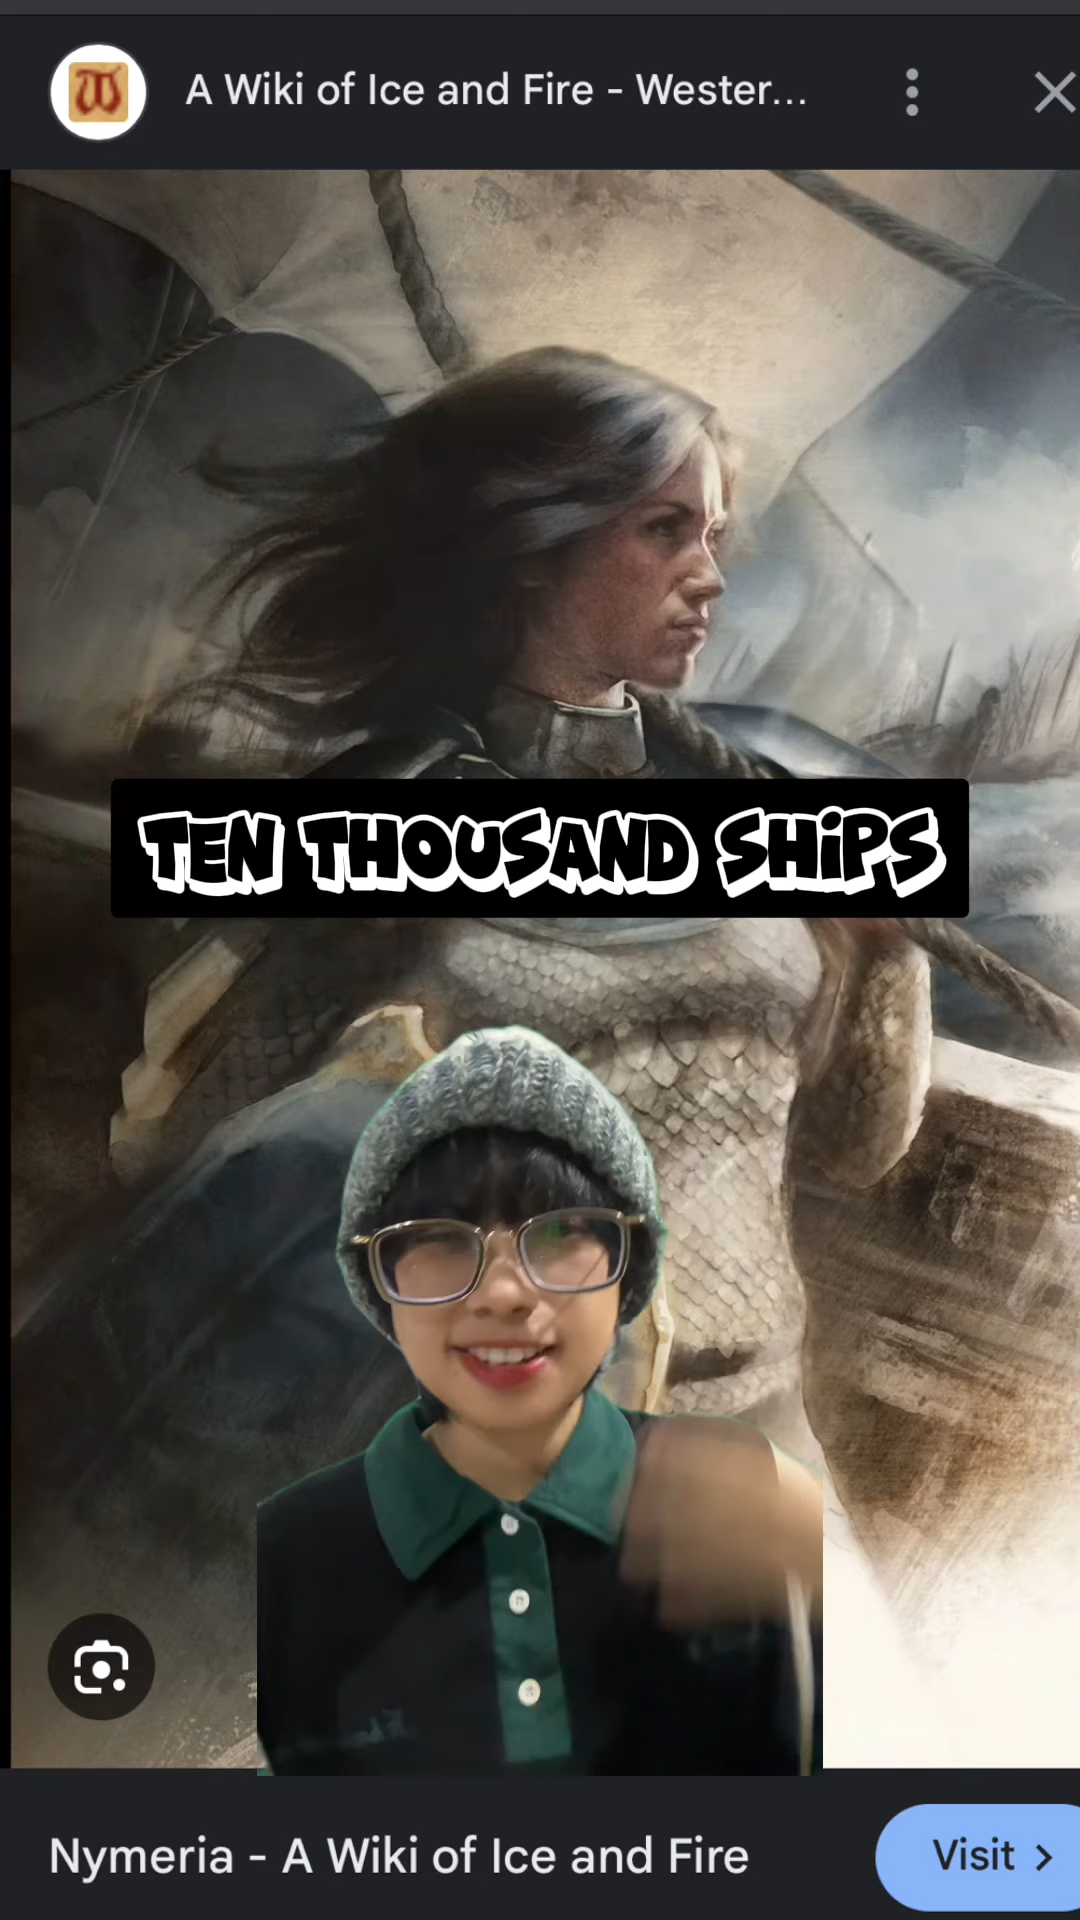 A Wiki of Ice and Fire - Wester...
TEN THOUSAND SHiPS
Nymeria - A Wiki of Ice and Fire
Visit